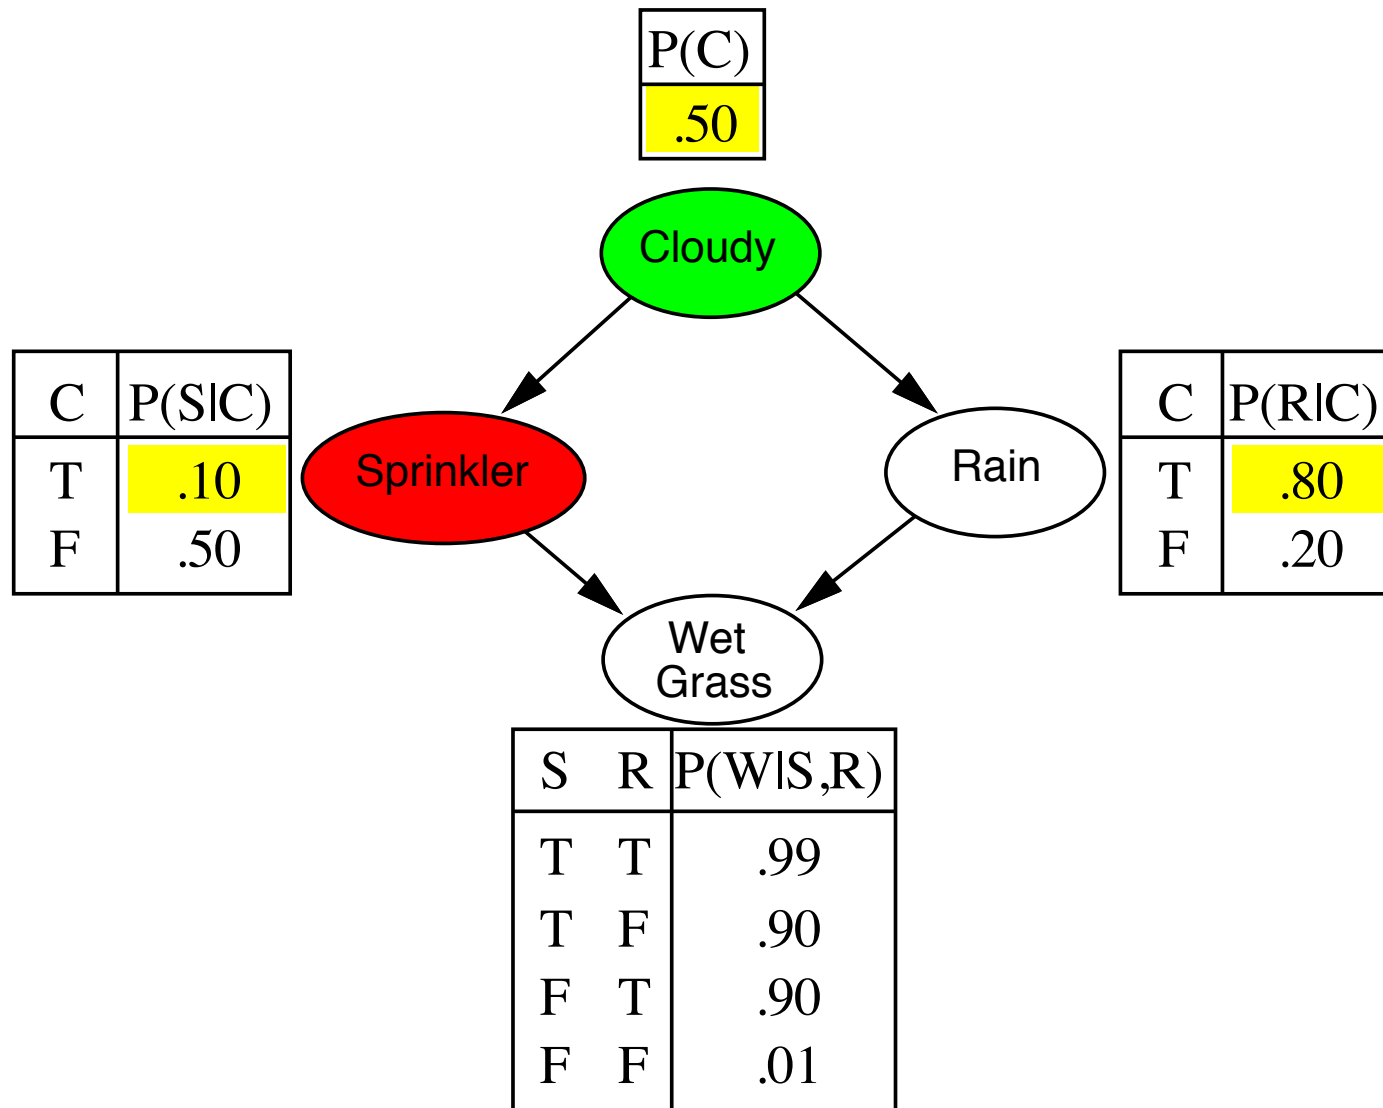 P(C)
.50
Cloudy
C P(S|C)
T .10
F .50
Sprinkler
Rain
C P(R|C)
T .80
F .20
Wet
Grass
S R P(W|S,R)
T T .99
T F .90
F T .90
F F .01